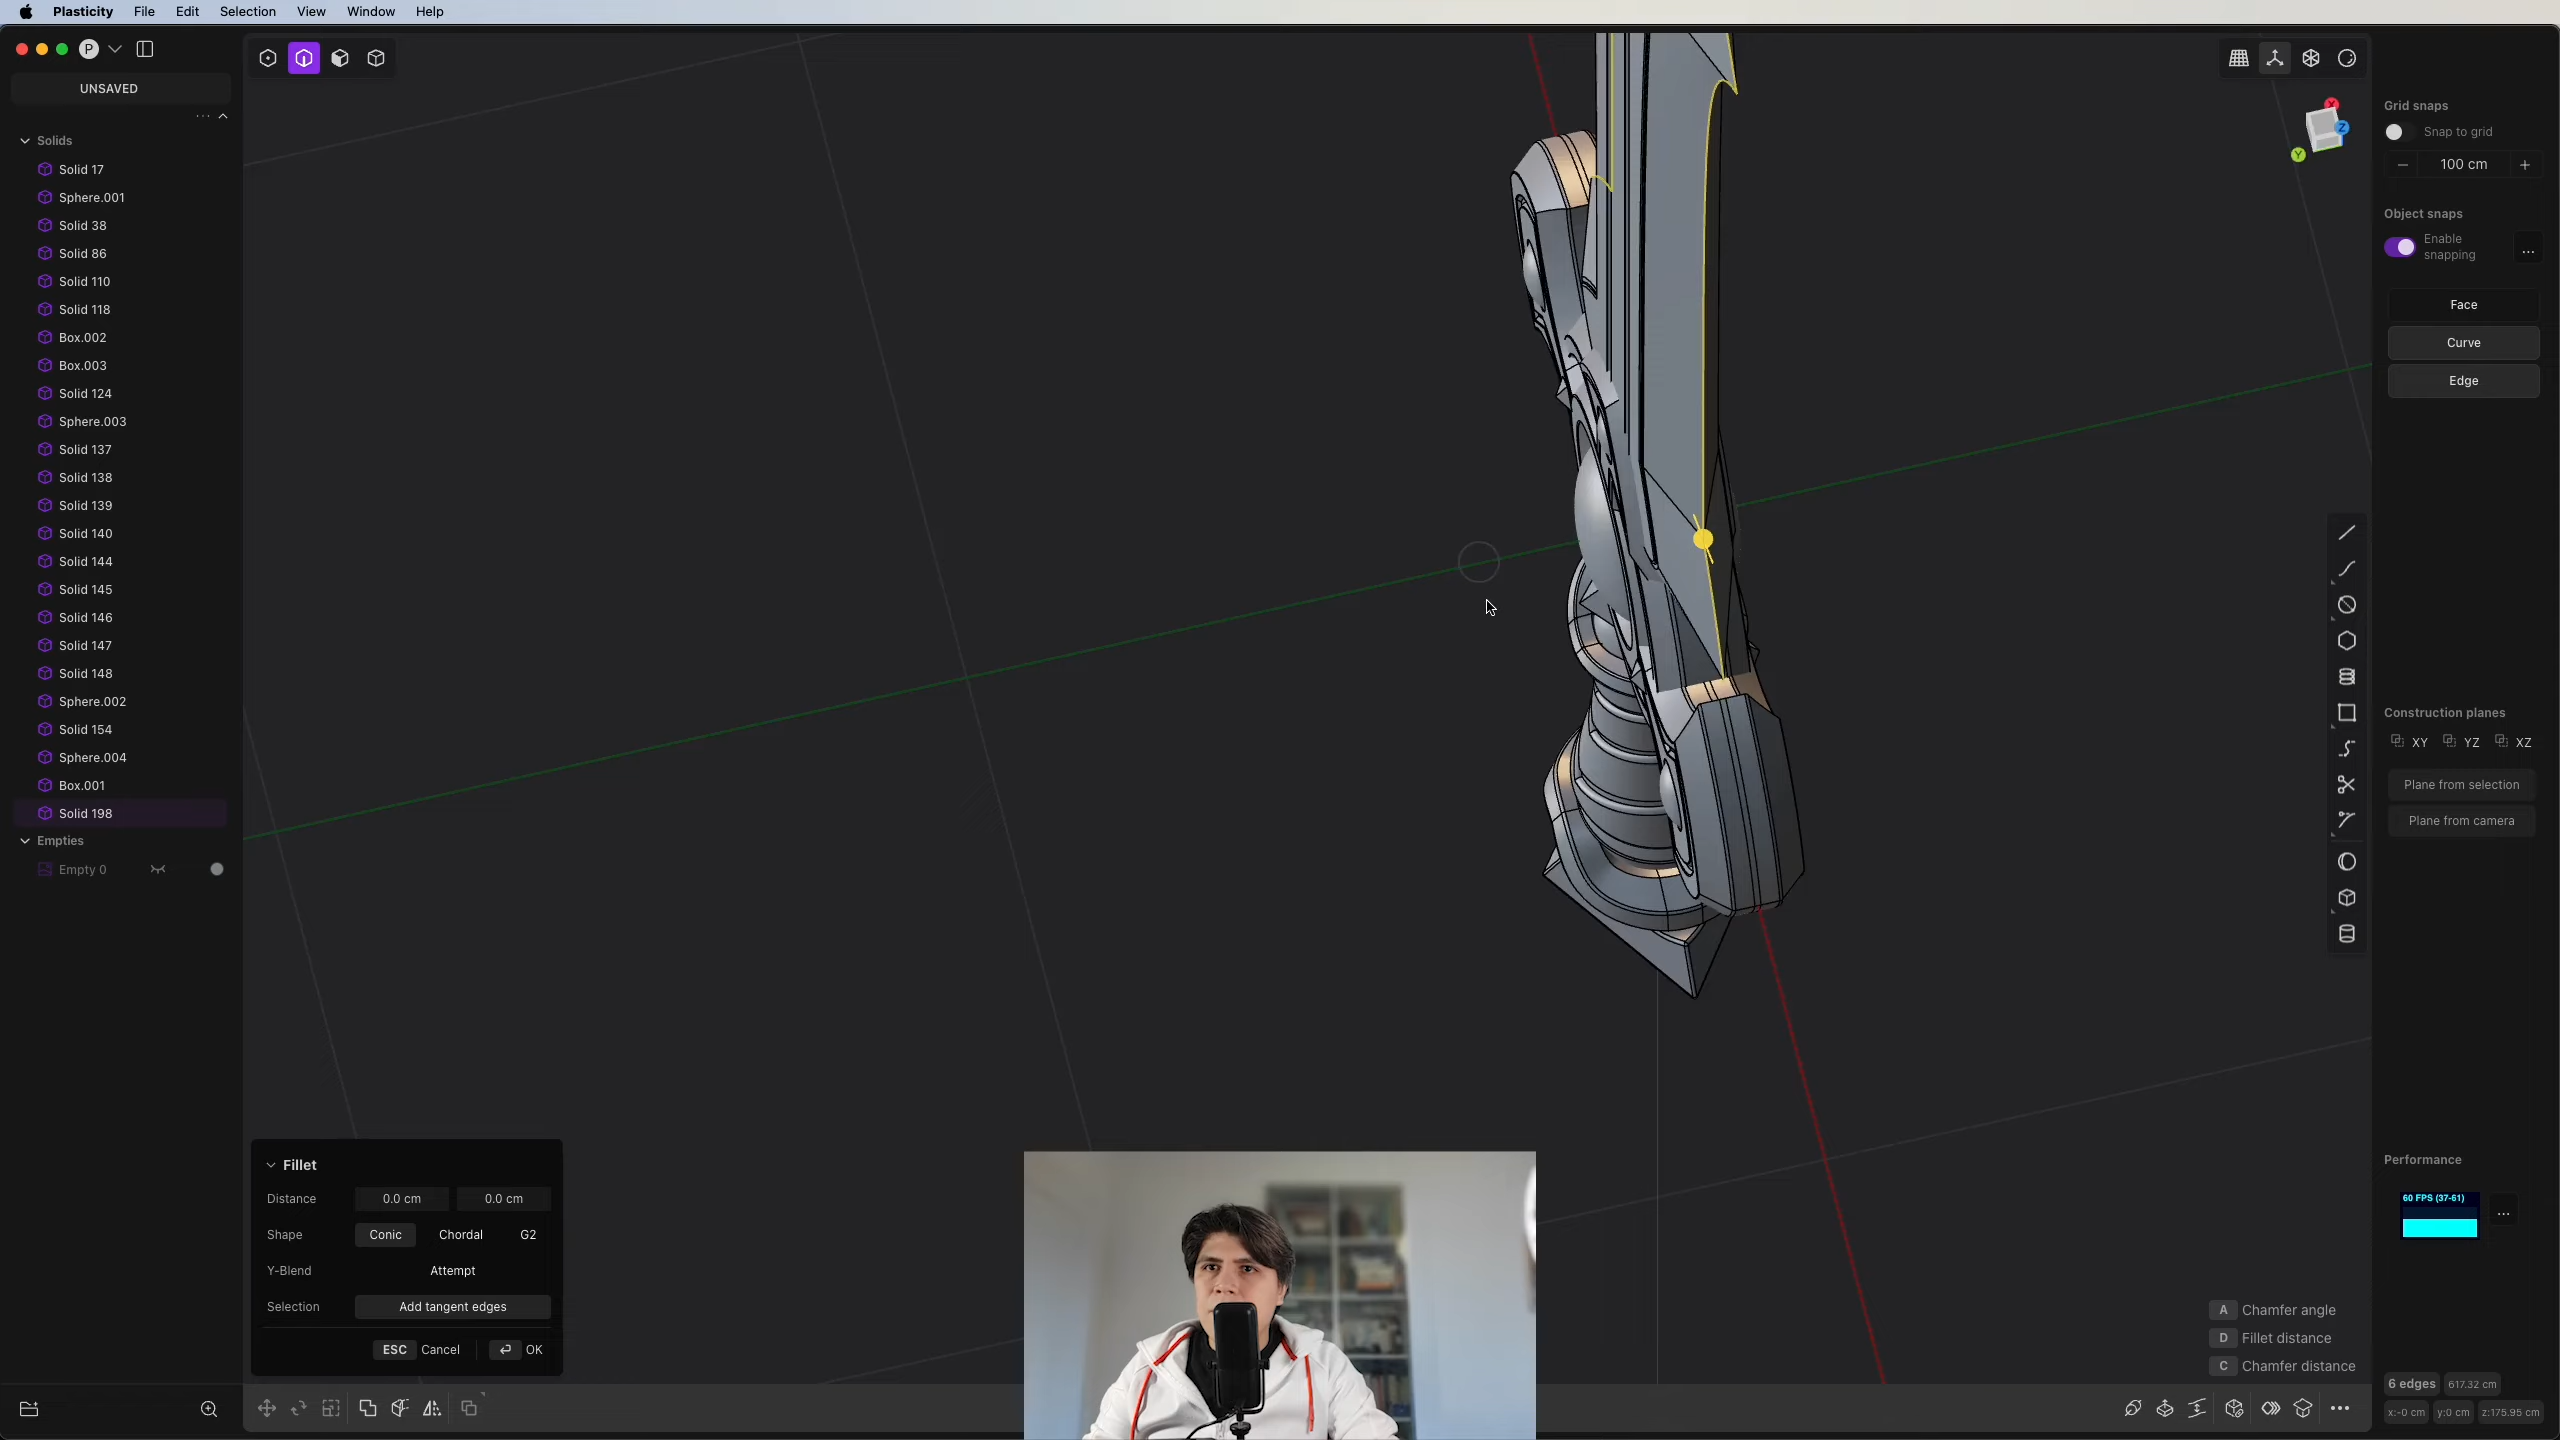 Plasticity File Edit Selection View Window Help
P
UNSAVED
Solids
Solid 17
Sphere.001
Solid 38
Solid 86
Solid 110
Solid 118
Box.002
Box.003
Solid 124
Sphere.003
Solid 137
Solid 138
Solid 139
Solid 140
Solid 144
Solid 145
Solid 146
Solid 147
Solid 148
Sphere.002
Solid 154
Sphere.004
Box.001
Solid 198
Empties
Empty 0
X
Z
Y
Grid snaps
Snap to grid
100 cm
Object snaps
Enable
snapping
Face
Curve
Edge
Construction planes
XY YZ XZ
Plane from selection
Plane from camera
Performance
60 FPS (37-61)
Fillet
Distance 0.0 cm 0.0 cm
Shape Conic Chordal G2
Y-Blend Attempt
Selection Add tangent edges
ESC Cancel OK
A Chamfer angle
D Fillet distance
C Chamfer distance
6 edges 617.32 cm
x:-0 cm y:0 cm z:175.95 cm